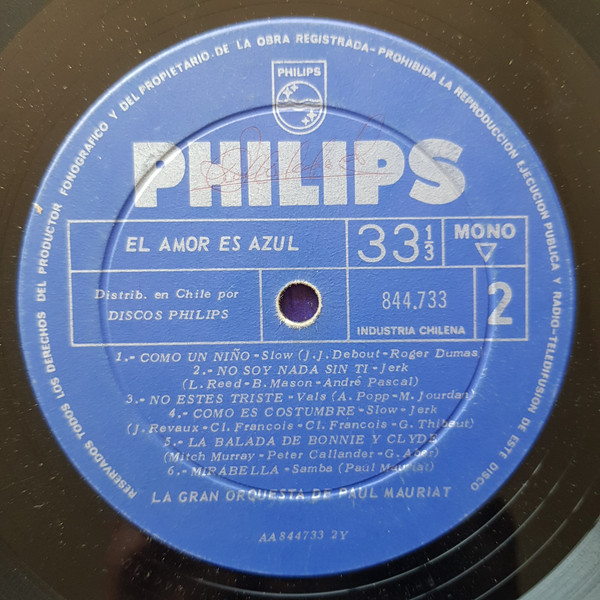 RESERVADOS TODOS LOS DERECHOS DEL PRODUCTOR FONOGRAFICO Y DEL PROPIETARIO DE LA OBRA REGISTRADA - PROHIBIDA LA REPRODUCCION EJECUCION PUBLICA Y RADIO-TELEDIFUSION DE ESTE DISCO
PHILIPS
PHILIPS
EL AMOR ES AZUL
33 1/3
MONO
Distrib. en Chile por
DISCOS PHILIPS
844.733
INDUSTRIA CHILENA
2
1.- COMO UN NIÑO - Slow (J.J. Debout - Roger Dumas)
2.- NO SOY NADA SIN TI - Jerk
(L. Reed - B. Mason - André Pascal)
3.- NO ESTES TRISTE - Vals (A. Popp - M. Jourdan)
4.- COMO ES COSTUMBRE - Slow - Jerk
(J. Revaux - Cl. Francois - Cl. Francois - G. Thibaut)
5.- LA BALADA DE BONNIE Y CLYDE
(Mitch Murray - Peter Callander - G. Aber)
6.- MIRABELLA - Samba (Paul Mauriat)
LA GRAN ORQUESTA DE PAUL MAURIAT
AA 844733 2Y